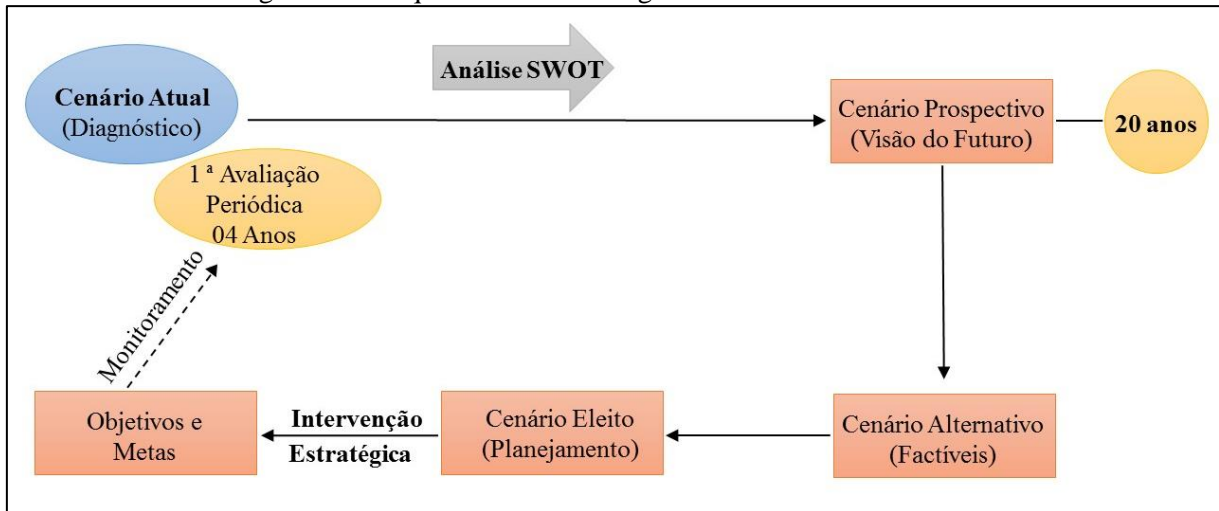 Análise SWOT
Cenário Atual
(Diagnóstico)
Cenário Prospectivo
(Visão do Futuro)
20 anos
1 ª Avaliação
Periódica
04 Anos
Monitoramento
Objetivos e
Metas
Intervenção
Estratégica
Cenário Eleito
(Planejamento)
Cenário Alternativo
(Factíveis)